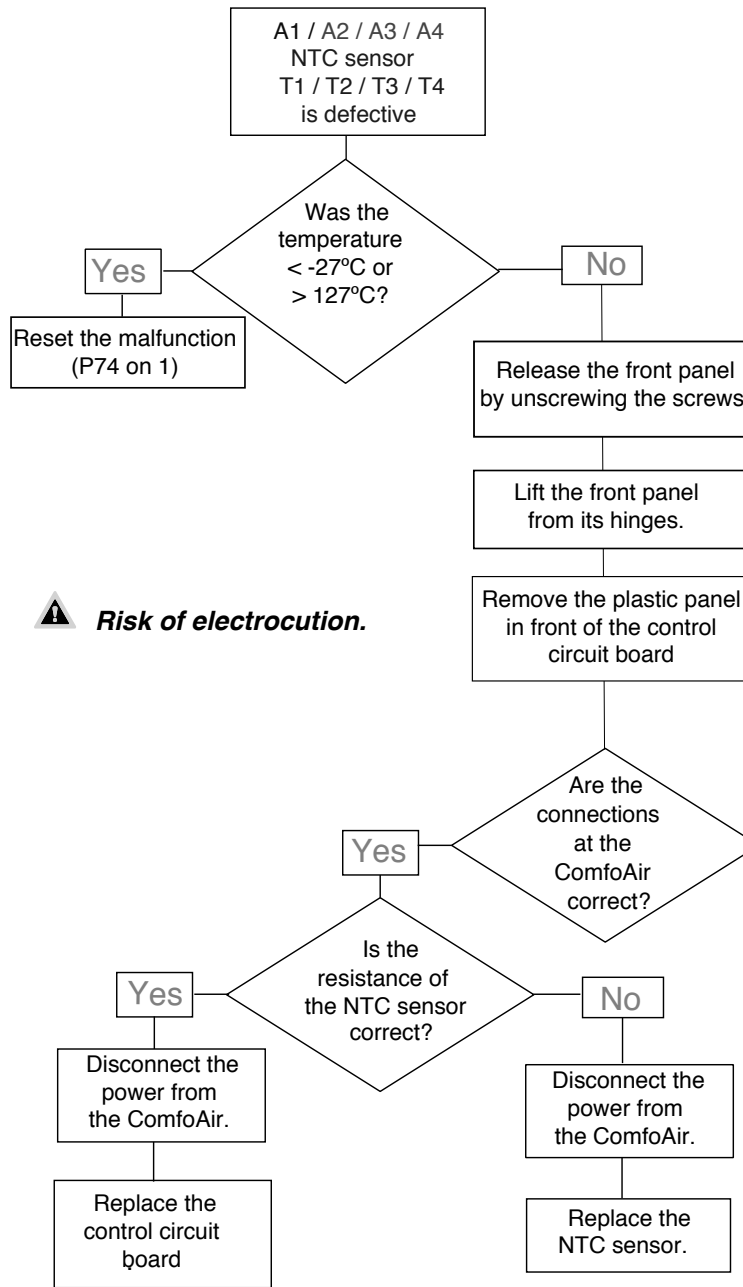 A1 / A2 / A3 / A4
NTC sensor
T1 / T2 / T3 / T4
is defective
Was the
temperature
< -27ºC or
> 127ºC?
Yes
No
Reset the malfunction
(P74 on 1)
Release the front panel
by unscrewing the screws
Lift the front panel
from its hinges.
Risk of electrocution.
Remove the plastic panel
in front of the control
circuit board
Are the
connections
at the
ComfoAir
correct?
Yes
Is the
resistance of
the NTC sensor
correct?
Yes
No
Disconnect the
power from
the ComfoAir.
Disconnect the
power from
the ComfoAir.
Replace the
control circuit
board
Replace the
NTC sensor.